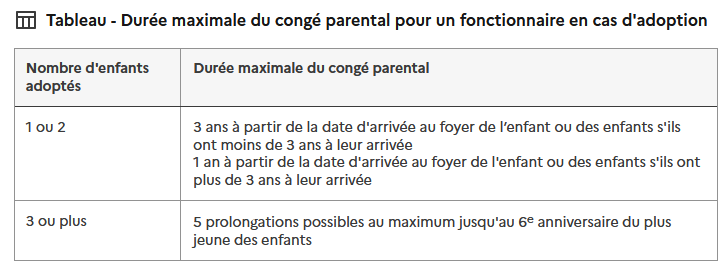 Tableau - Durée maximale du congé parental pour un fonctionnaire en cas d'adoption
Nombre d'enfants
adoptés
Durée maximale du congé parental
1 ou 2
3 ans à partir de la date d'arrivée au foyer de l’enfant ou des enfants s'ils
ont moins de 3 ans à leur arrivée
1 an à partir de la date d'arrivée au foyer de l'enfant ou des enfants s'ils ont
plus de 3 ans à leur arrivée
3 ou plus
5 prolongations possibles au maximum jusqu'au 6e anniversaire du plus
jeune des enfants